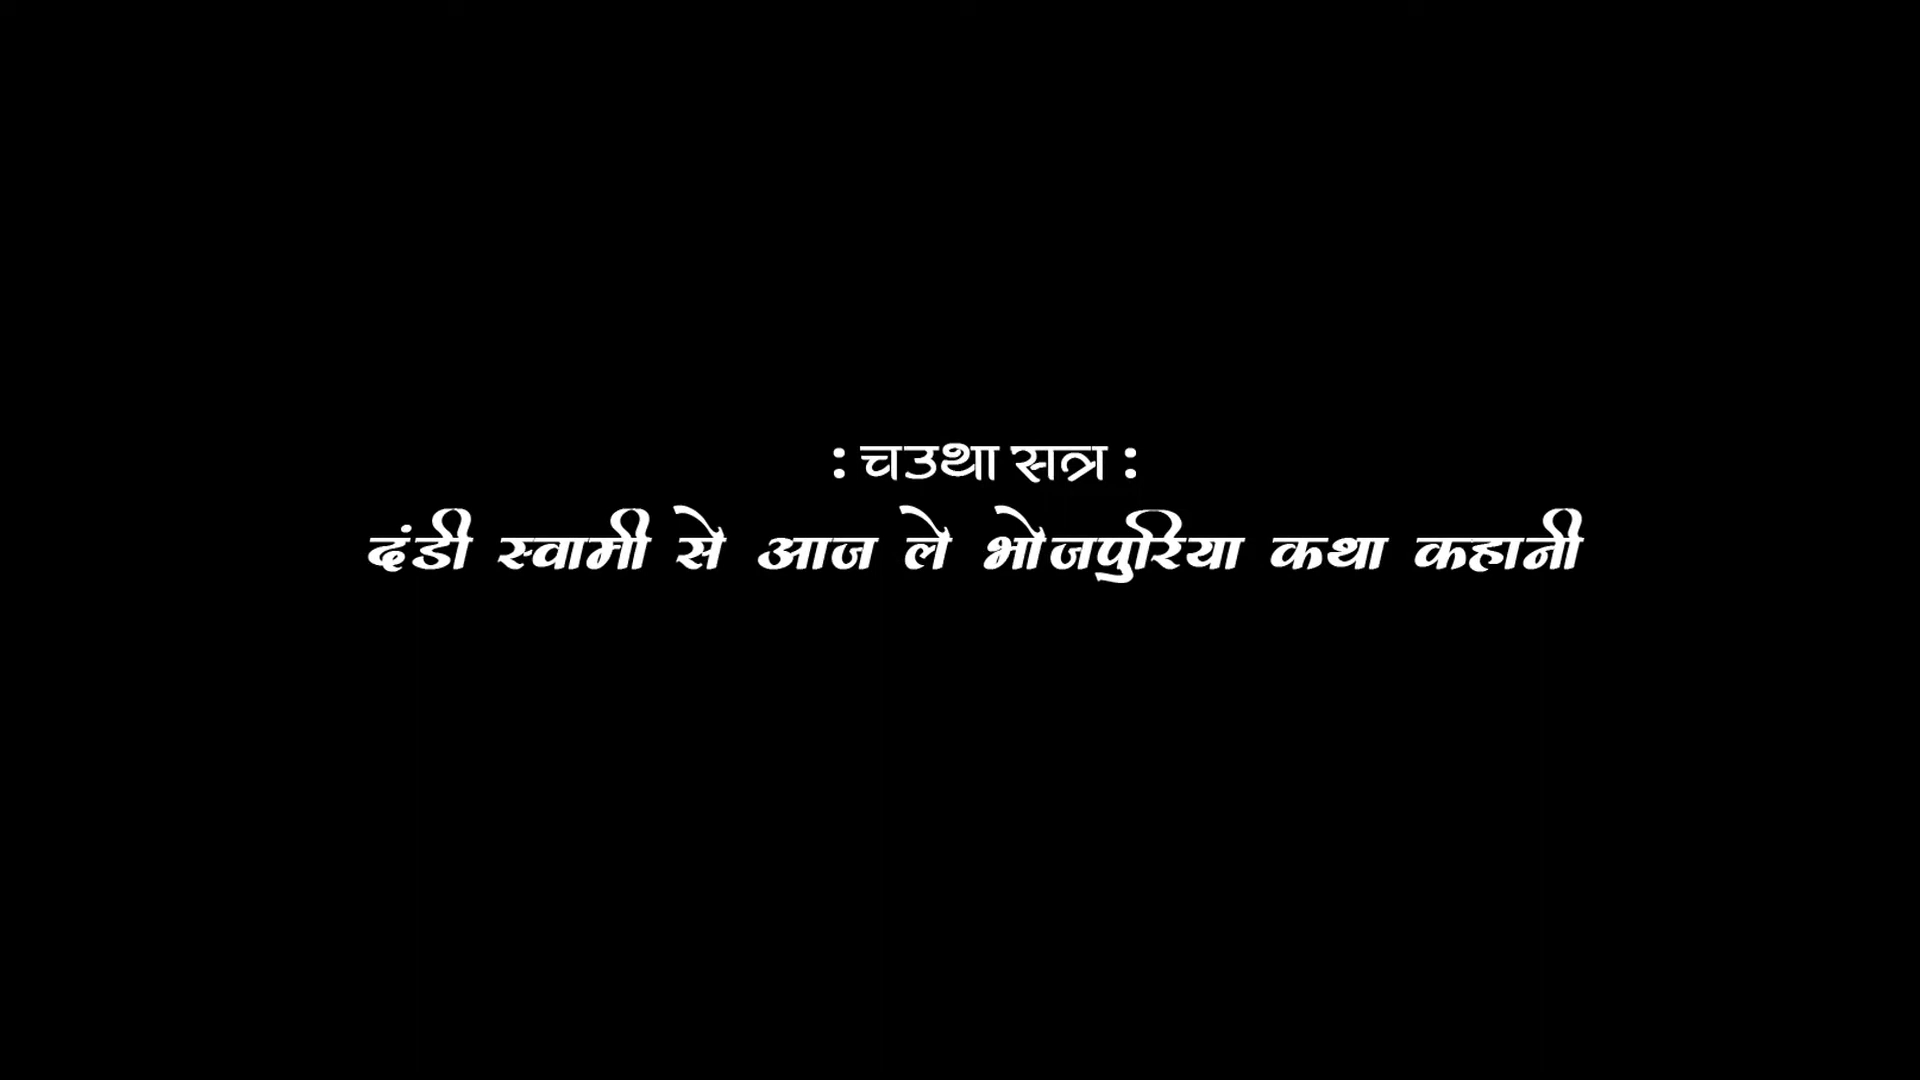 : चउथा सत्र :
दंडी स्वामी से आज ले भोजपुरिया कथा कहानी